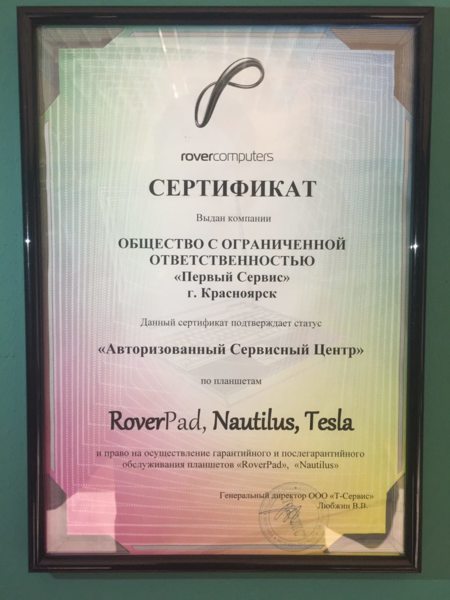 rovercomputers
СЕРТИФИКАТ
Выдан компании
ОБЩЕСТВО С ОГРАНИЧЕННОЙ
ОТВЕТСТВЕННОСТЬЮ
«Первый Сервис»
г. Красноярск
Данный сертификат подтверждает статус
«Авторизованный Сервисный Центр»
по планшетам
RoverPad, Nautilus, Tesla
и право на осуществление гарантийного и послегарантийного
обслуживания планшетов «RoverPad», «Nautilus»
Генеральный директор ООО «Т-Сервис»
Любжин В.В.